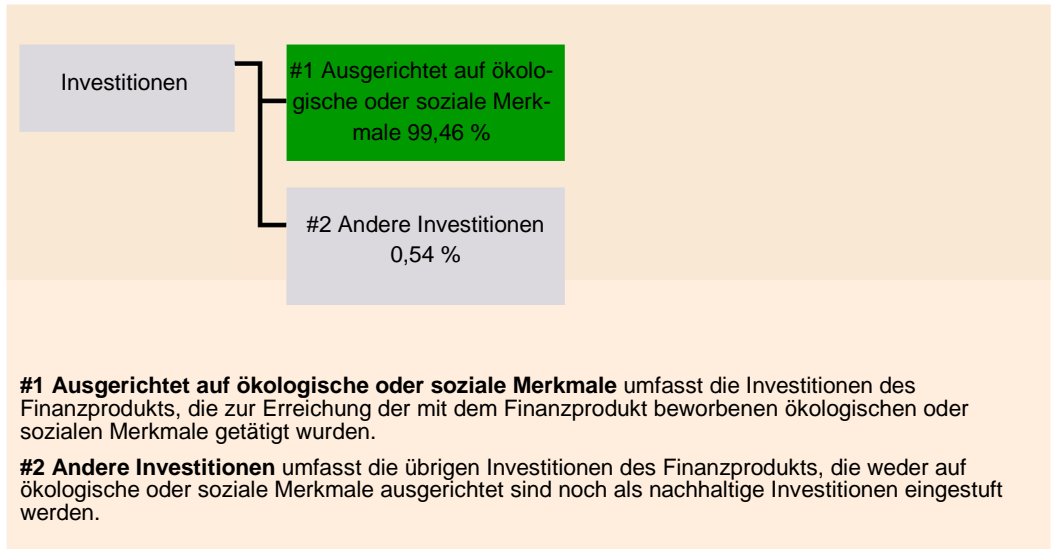 Investitionen
#1 Ausgerichtet auf ökolo-
gische oder soziale Merk-
male 99,46 %
#2 Andere Investitionen
0,54 %
#1 Ausgerichtet auf ökologische oder soziale Merkmale umfasst die Investitionen des
Finanzprodukts, die zur Erreichung der mit dem Finanzprodukt beworbenen ökologischen oder
sozialen Merkmale getätigt wurden.
#2 Andere Investitionen umfasst die übrigen Investitionen des Finanzprodukts, die weder auf
ökologische oder soziale Merkmale ausgerichtet sind noch als nachhaltige Investitionen eingestuft
werden.